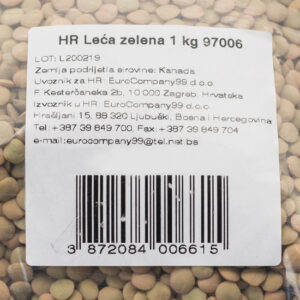 HR Leća zelena 1 kg 97006
LOT: L200219
Zemlja podrijetla sirovine: Kanada
Uvoznik za HR: EuroCompany99 d.o.o.
F. Kesterčaneka 2b, 10 000 Zagreb, Hrvatska
Izvoznik u HR: EuroCompany99 d.o.o.
Hrašljani 15, 88 320 Ljubuški, Bosna i Hercegovina
Tel.:+387 39 849 700, Fax:+387 39 849 704
e-mail:eurocompany99@tel.net.ba
3 872084 006615